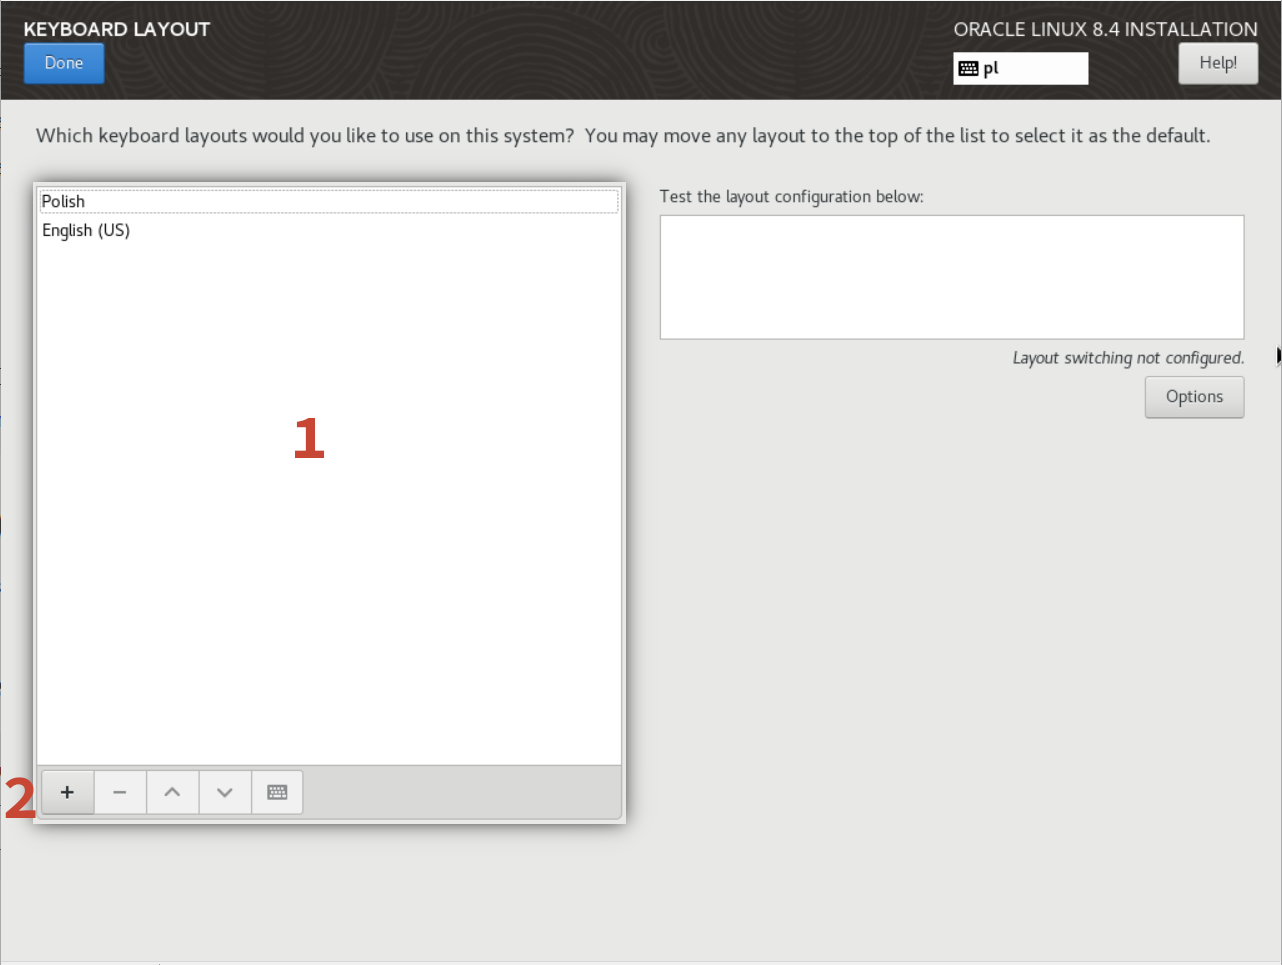 KEYBOARD LAYOUT
ORACLE LINUX 8.4 INSTALLATION
Done
pl
Help!
Which keyboard layouts would you like to use on this system?  You may move any layout to the top of the list to select it as the default.
Polish
English (US)
Test the layout configuration below:
Layout switching not configured.
Options
1
2